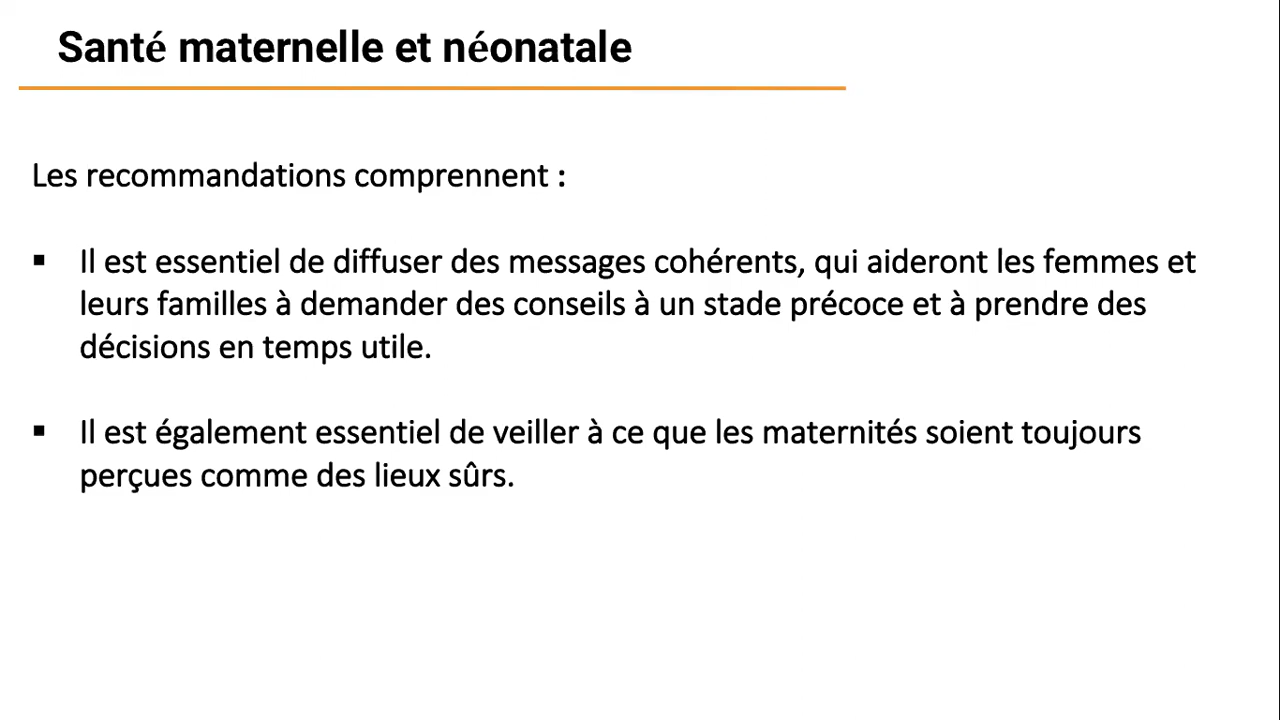 Santé maternelle et néonatale
Les recommandations comprennent :
▪ Il est essentiel de diffuser des messages cohérents, qui aideront les femmes et
leurs familles à demander des conseils à un stade précoce et à prendre des
décisions en temps utile.
▪ Il est également essentiel de veiller à ce que les maternités soient toujours
perçues comme des lieux sûrs.